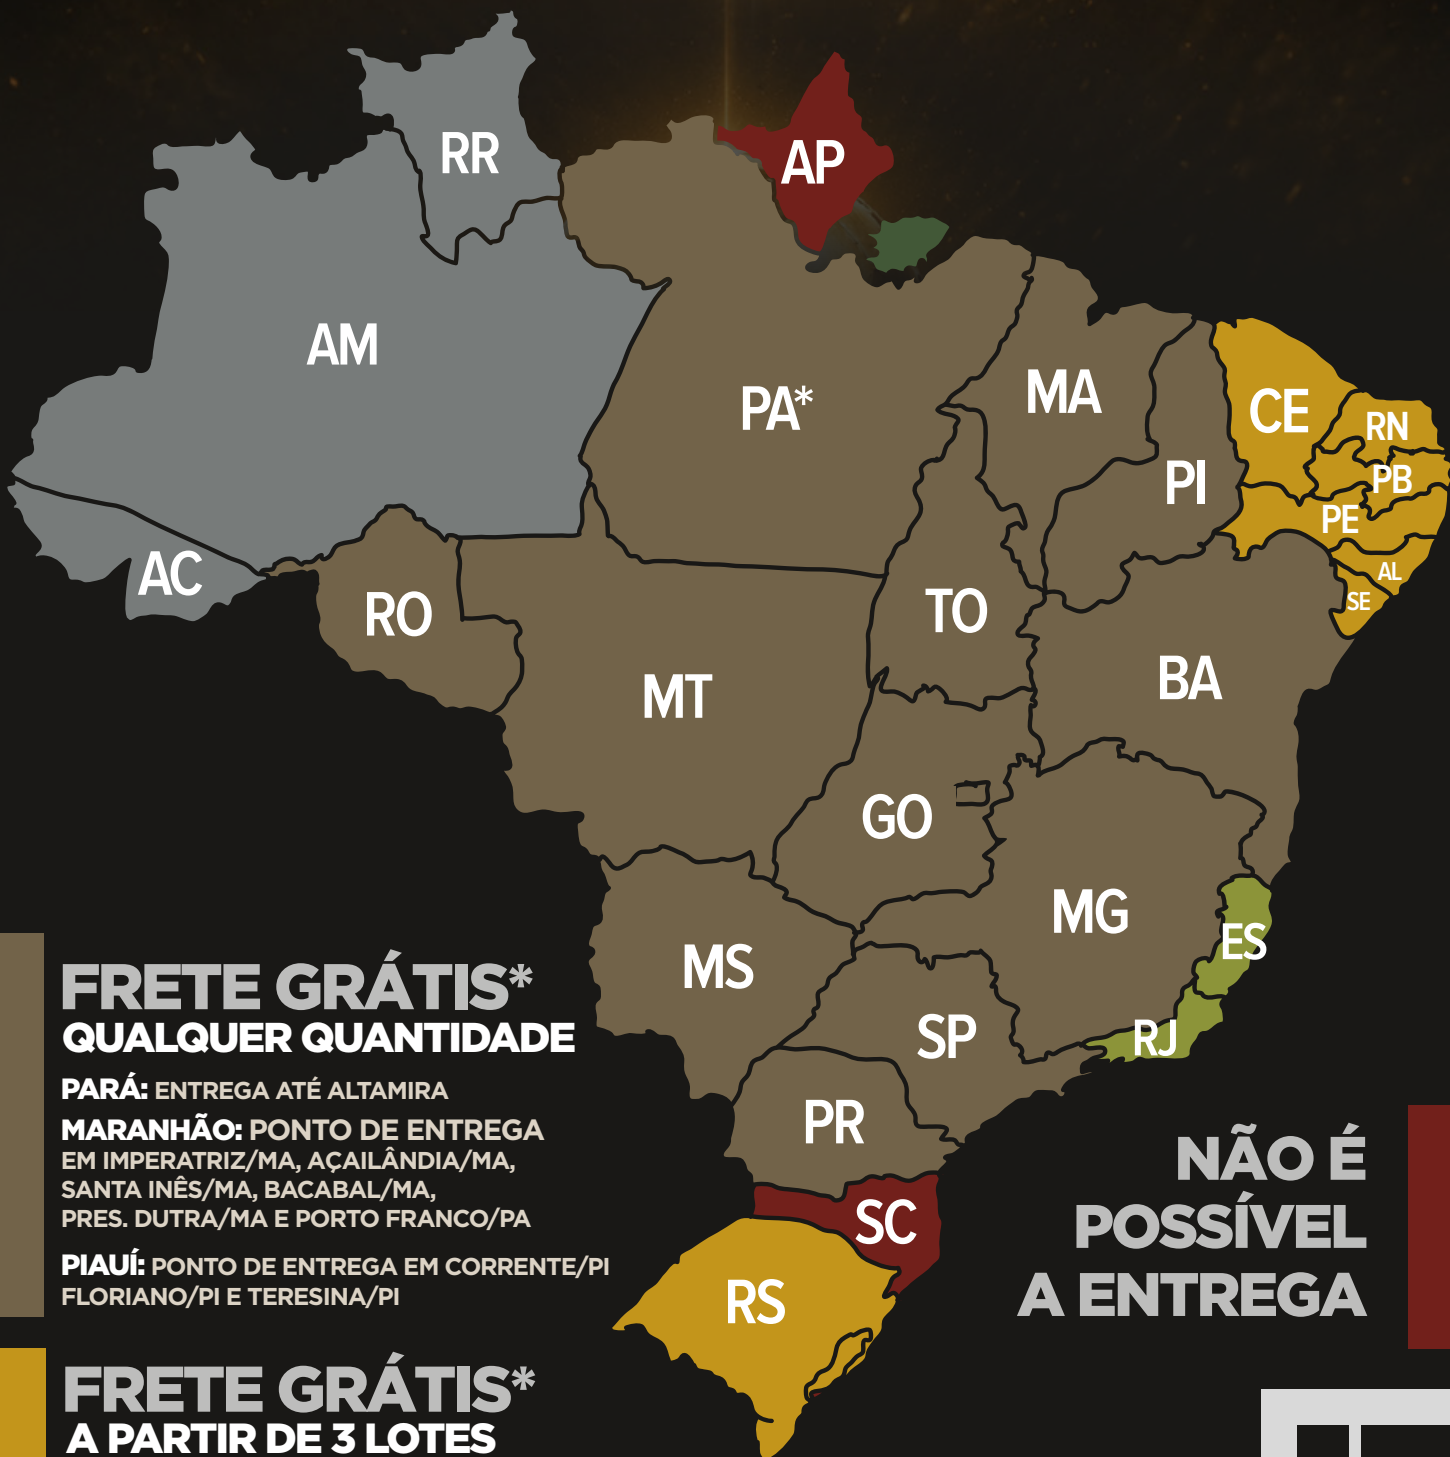 RR
AP
AM
PA*
MA
CE
RN
PI
PB
PE
AC
AL
RO
TO
SE
MT
BA
GO
MG
ES
MS
SP
RJ
PR
SC
RS
FRETE GRÁTIS*
QUALQUER QUANTIDADE
PARÁ: ENTREGA ATÉ ALTAMIRA
MARANHÃO: PONTO DE ENTREGA
EM IMPERATRIZ/MA, AÇAILÂNDIA/MA,
SANTA INÊS/MA, BACABAL/MA,
PRES. DUTRA/MA E PORTO FRANCO/PA
PIAUÍ: PONTO DE ENTREGA EM CORRENTE/PI
FLORIANO/PI E TERESINA/PI
FRETE GRÁTIS*
A PARTIR DE 3 LOTES
NÃO É
POSSÍVEL
A ENTREGA